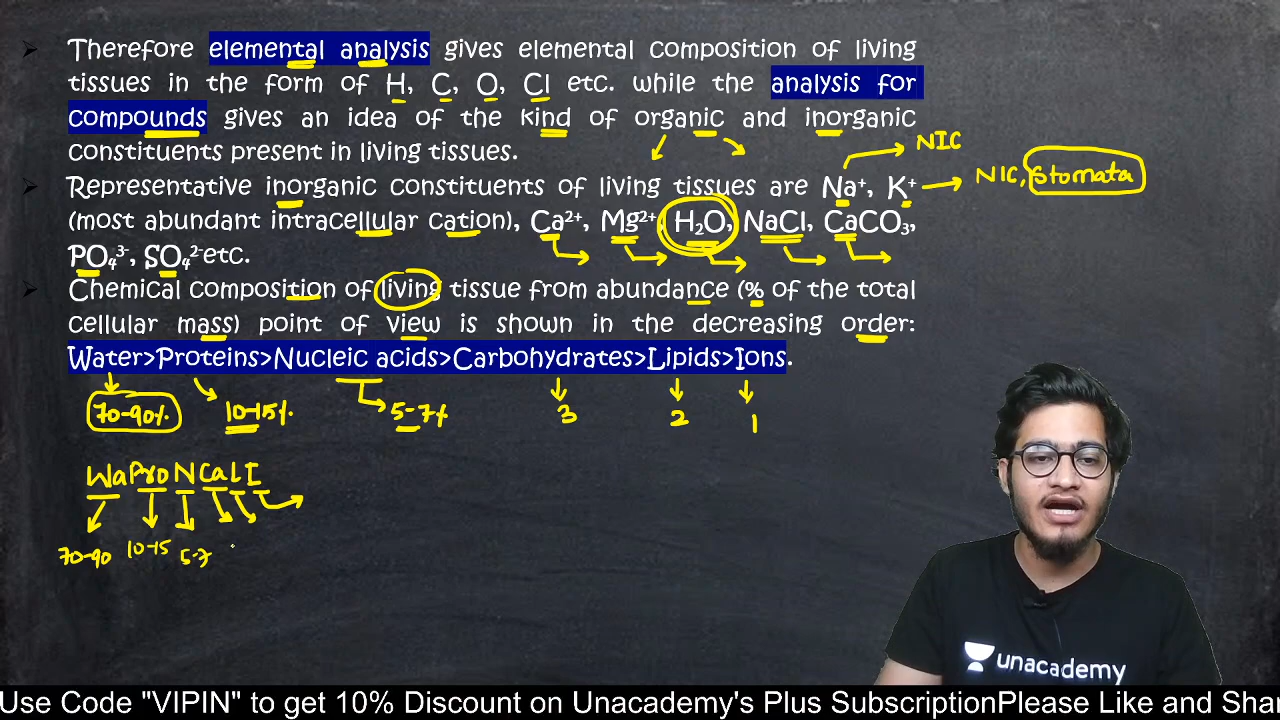 Therefore elemental analysis gives elemental composition of living
tissues in the form of H, C, O, Cl etc. while the analysis for
compounds gives an idea of the kind of organic and inorganic
constituents present in living tissues.
NIC
Representative inorganic constituents of living tissues are Na⁺, K⁺
NIC, Stomata
(most abundant intracellular cation), Ca²⁺, Mg²⁺, H₂O, NaCl, CaCO₃,
PO₄³⁻, SO₄²⁻etc.
Chemical composition of living tissue from abundance (% of the total
cellular mass) point of view is shown in the decreasing order:
Water>Proteins>Nucleic acids>Carbohydrates>Lipids>Ions.
70-90% 10-15% 5-7% 3 2 1
WaProNCaLI
70-90 10-15 5-7
unacademy
Use Code "VIPIN" to get 10% Discount on Unacademy's Plus SubscriptionPlease Like and Shar